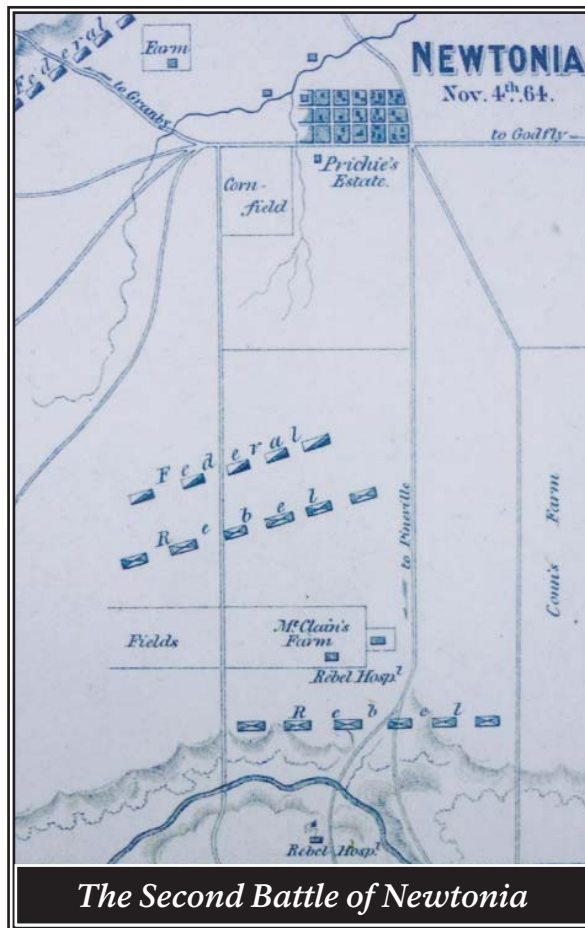 Federal
Farm
NEWTONIA
Nov. 4th. 64.
to Granby
to Godfly
Prichie's
Estate.
Corn-
field
Federal
Rebel
to Pineville
Conn's Farm
Fields
McClain's
Farm
Rebel Hospl
Rebel
Rebel Hospl
The Second Battle of Newtonia